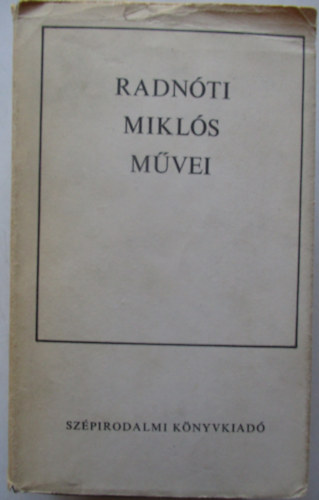 RADNÓTI
MIKLÓS
MŰVEI
SZÉPIRODALMI KÖNYVKIADÓ